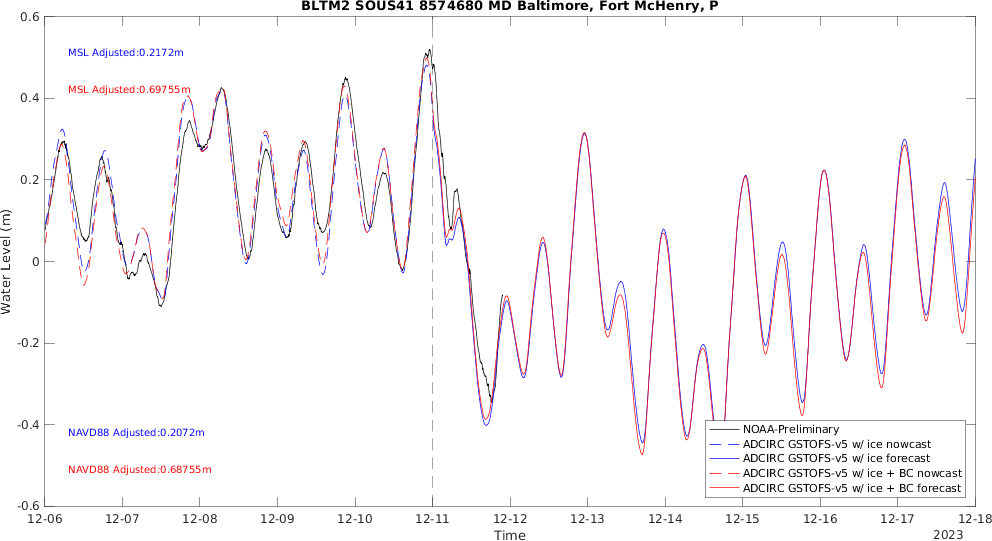 BLTM2 SOUS41 8574680 MD Baltimore, Fort McHenry, P
MSL Adjusted:0.2172m
MSL Adjusted:0.69755m
NAVD88 Adjusted:0.2072m
NAVD88 Adjusted:0.68755m
Water Level (m)
0.6
0.4
0.2
0
-0.2
-0.4
-0.6
NOAA-Preliminary
ADCIRC GSTOFS-v5 w/ ice nowcast
ADCIRC GSTOFS-v5 w/ ice forecast
ADCIRC GSTOFS-v5 w/ ice + BC nowcast
ADCIRC GSTOFS-v5 w/ ice + BC forecast
12-06 12-07 12-08 12-09 12-10 12-11 12-12 12-13 12-14 12-15 12-16 12-17 12-18
Time
2023